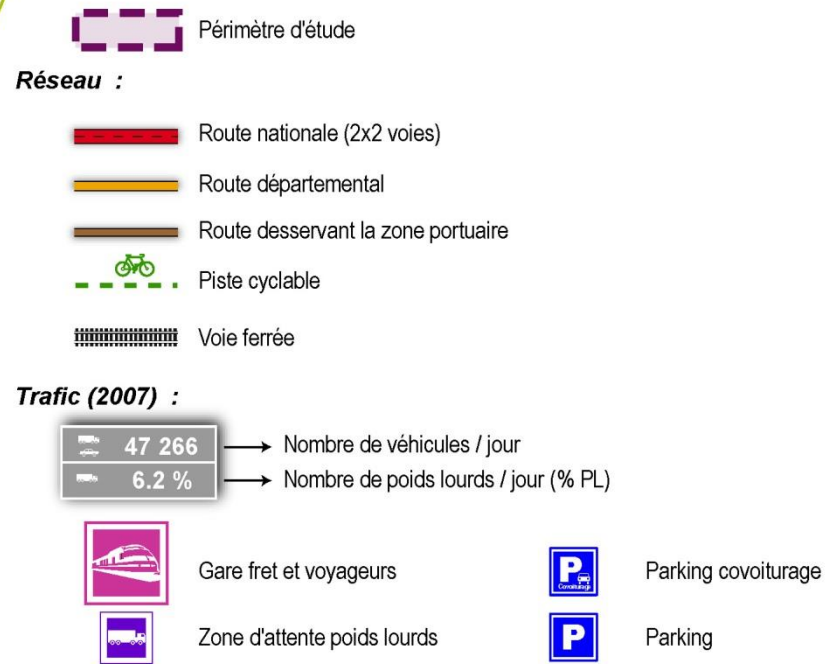 Périmètre d'étude
Réseau :
Route nationale (2x2 voies)
Route départemental
Route desservant la zone portuaire
Piste cyclable
Voie ferrée
Trafic (2007) :
47 266 Nombre de véhicules / jour
6.2 % Nombre de poids lourds / jour (% PL)
Gare fret et voyageurs
P Covoiturage Parking covoiturage
Zone d'attente poids lourds
P Parking